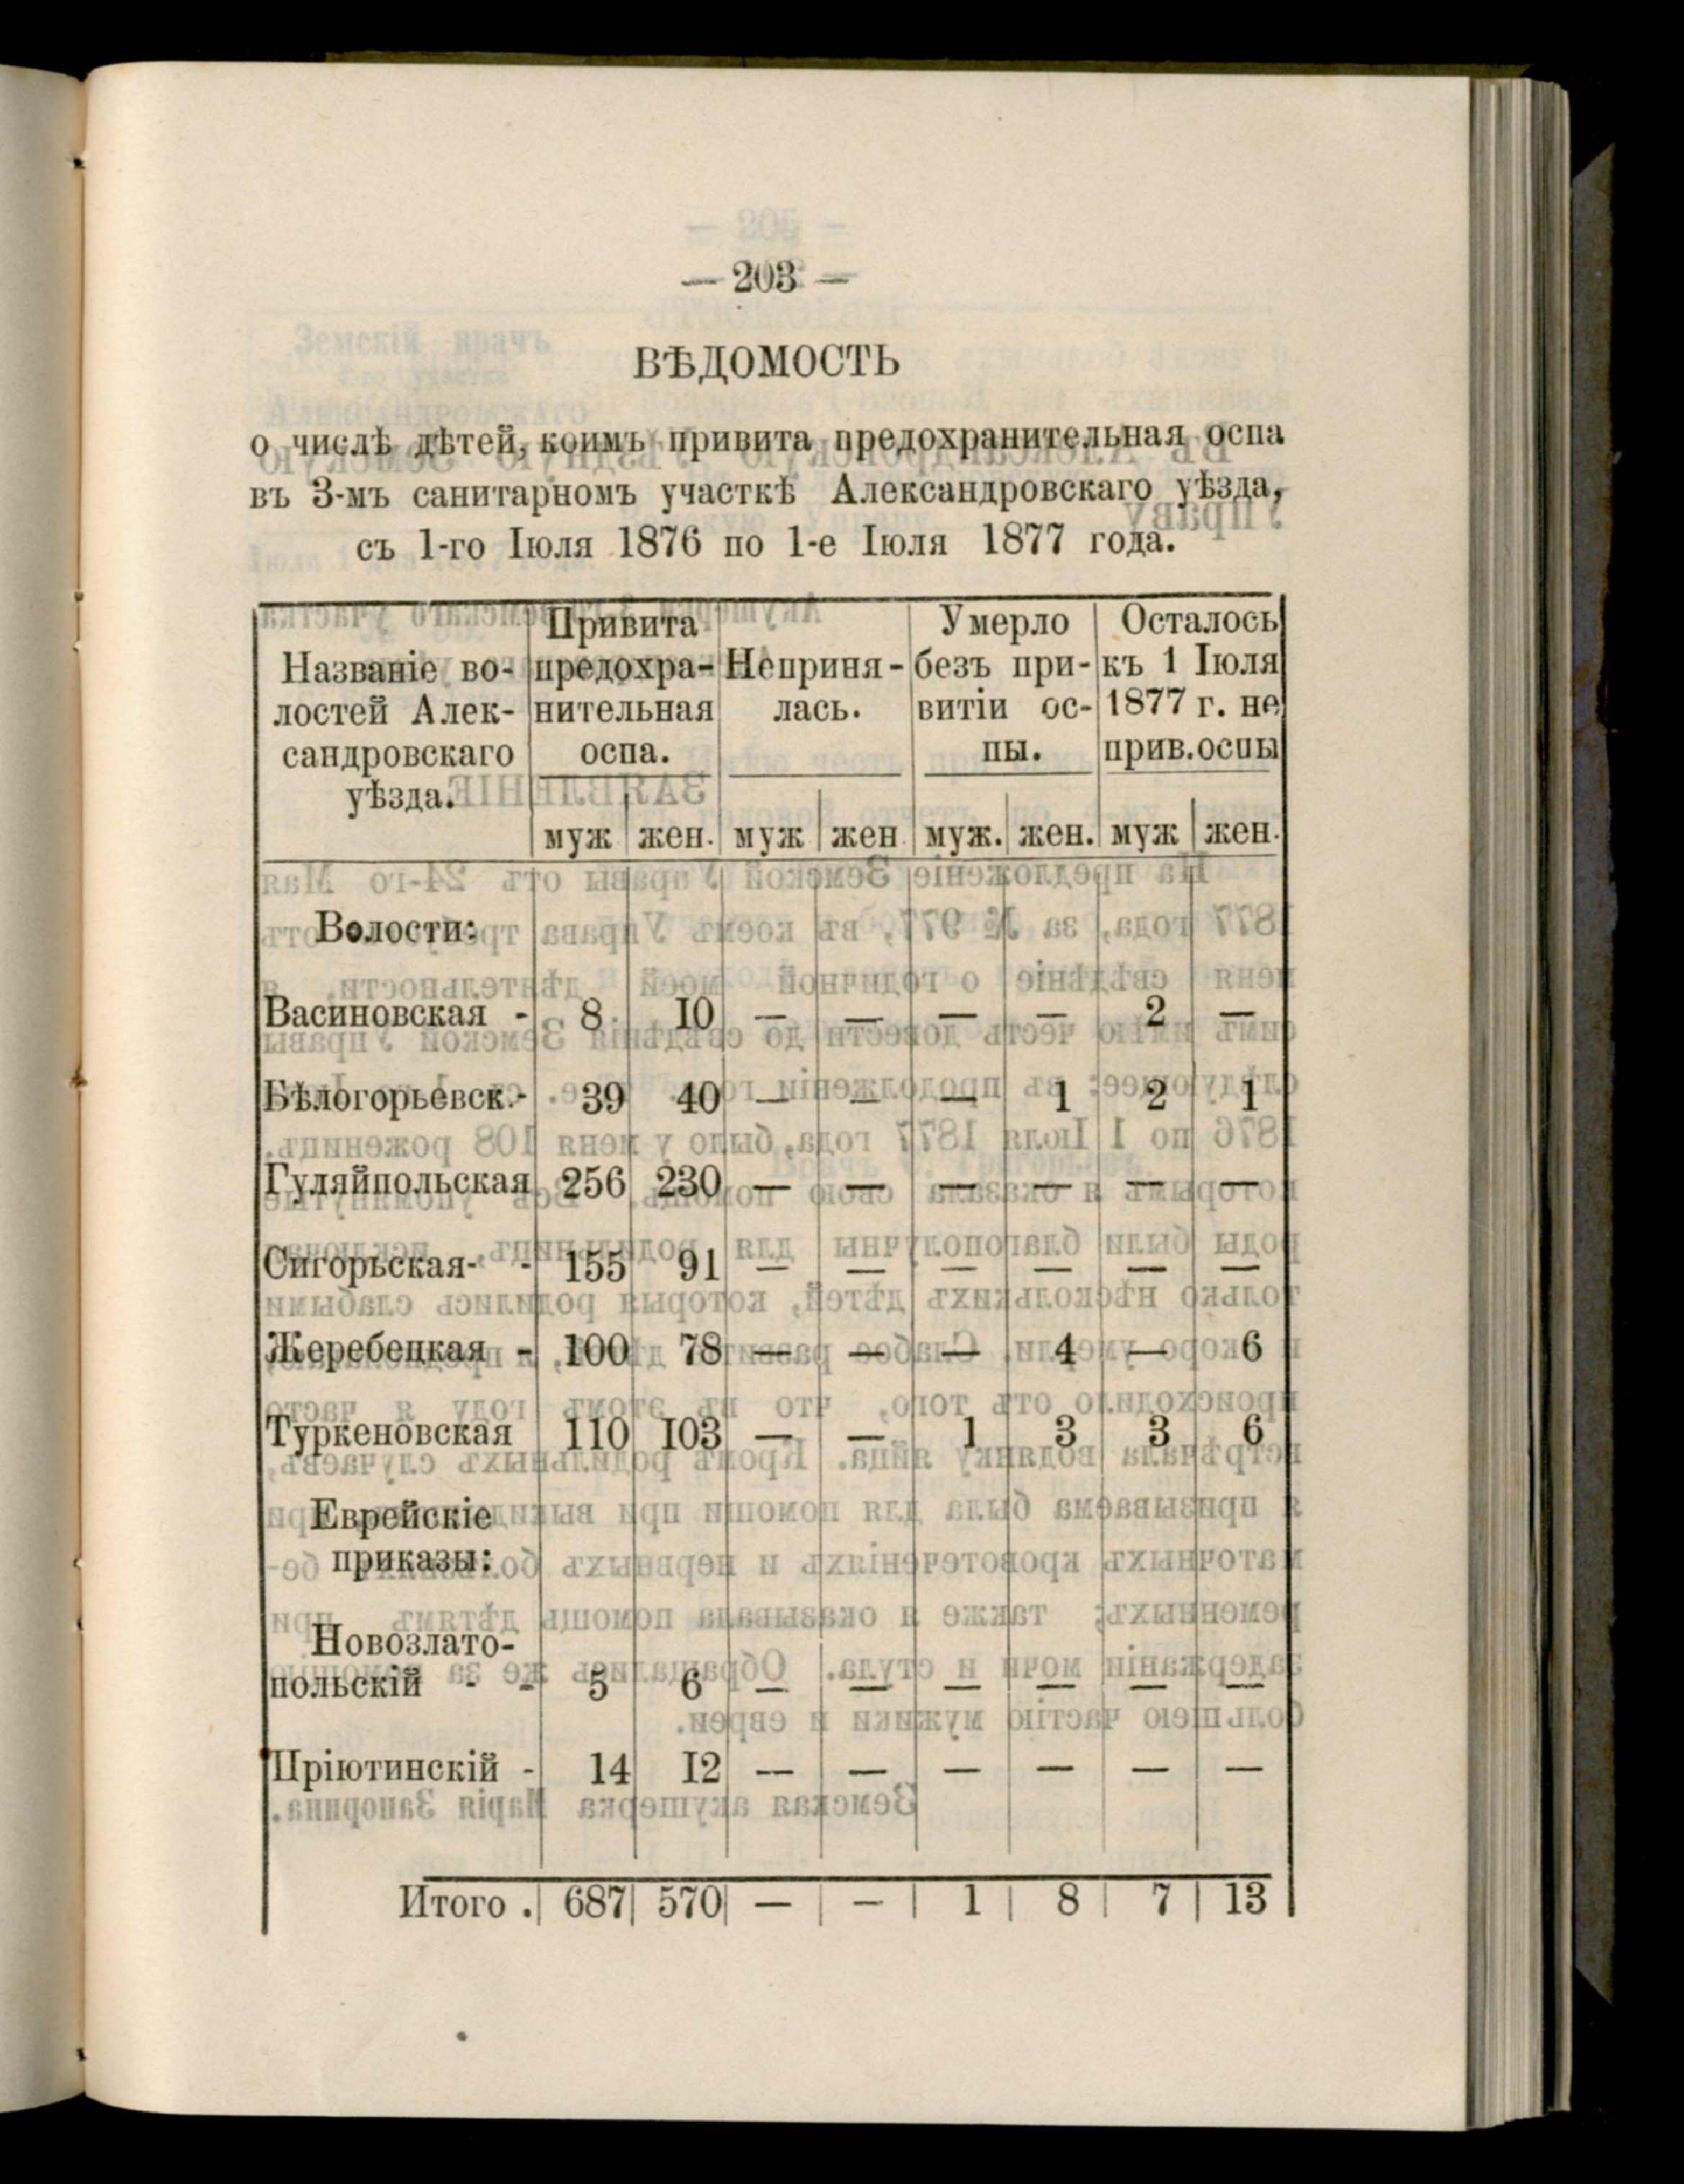 — 203 —
ВѢДОМОСТЬ
о числѣ дѣтей, коимъ привита предохранительная оспа
въ 3-мъ санитарномъ участкѣ Александровскаго уѣзда,
съ 1-го Іюля 1876 по 1-е Іюля 1877 года.
Названіе во-
лостей Алек-
сандровскаго
уѣзда.
Привита
предохра-
нительная
оспа.
Неприня-
лась.
Умерло
безъ при-
витіи ос-
пы.
Осталось
къ 1 Іюля
1877 г. не
прив. оспы
муж жен. муж жен муж. жен. муж жен.
Волости:
Васиновская - 8 10 — — — — 2 —
Бѣлогорьевск. - 39 40 — — — 1 2 1
Гуляйпольская 256 230 — — — — — —
Сигорьская- - 155 91 — — — — — —
Жеребецкая - 100 78 — — — 4 — 6
Туркеновская 110 103 — — 1 3 3 6
Еврейскіе
приказы:
Новозлато-
польскій - - 5 6 — — — — — —
Пріютинскій - 14 12 — — — — — —
Итого . 687 570 — — 1 8 7 13